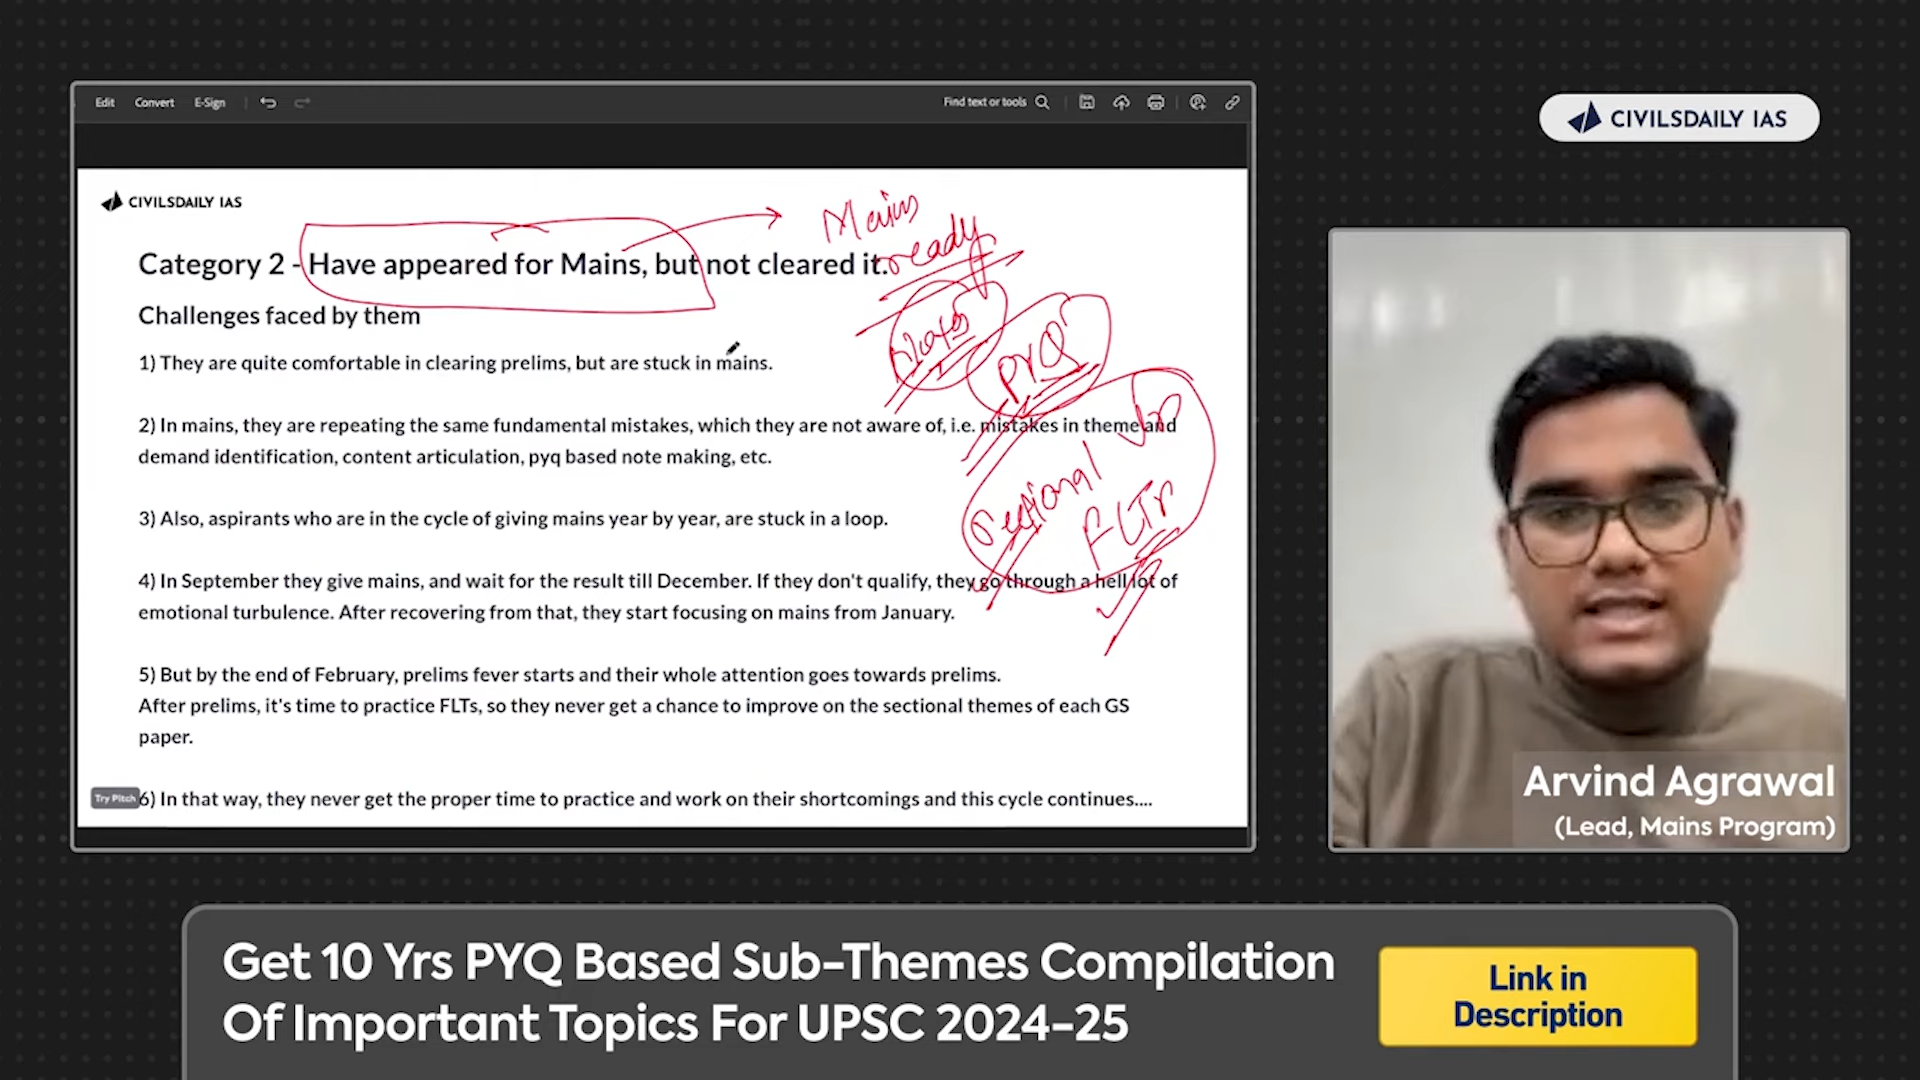 Edit Convert E-Sign Find text or tools
CIVILSDAILY IAS
CIVILSDAILY IAS
Mains
ready
Category 2 - Have appeared for Mains, but not cleared it.
Challenges faced by them
Notes
PYQ
1) They are quite comfortable in clearing prelims, but are stuck in mains.
2) In mains, they are repeating the same fundamental mistakes, which they are not aware of, i.e. mistakes in theme and
demand identification, content articulation, pyq based note making, etc.
Sectional
FLTs
3) Also, aspirants who are in the cycle of giving mains year by year, are stuck in a loop.
4) In September they give mains, and wait for the result till December. If they don't qualify, they go through a hell lot of
emotional turbulence. After recovering from that, they start focusing on mains from January.
5) But by the end of February, prelims fever starts and their whole attention goes towards prelims.
After prelims, it's time to practice FLTs, so they never get a chance to improve on the sectional themes of each GS
paper.
Try Pitch
6) In that way, they never get the proper time to practice and work on their shortcomings and this cycle continues....
Arvind Agrawal
(Lead, Mains Program)
Get 10 Yrs PYQ Based Sub-Themes Compilation
Of Important Topics For UPSC 2024-25
Link in
Description